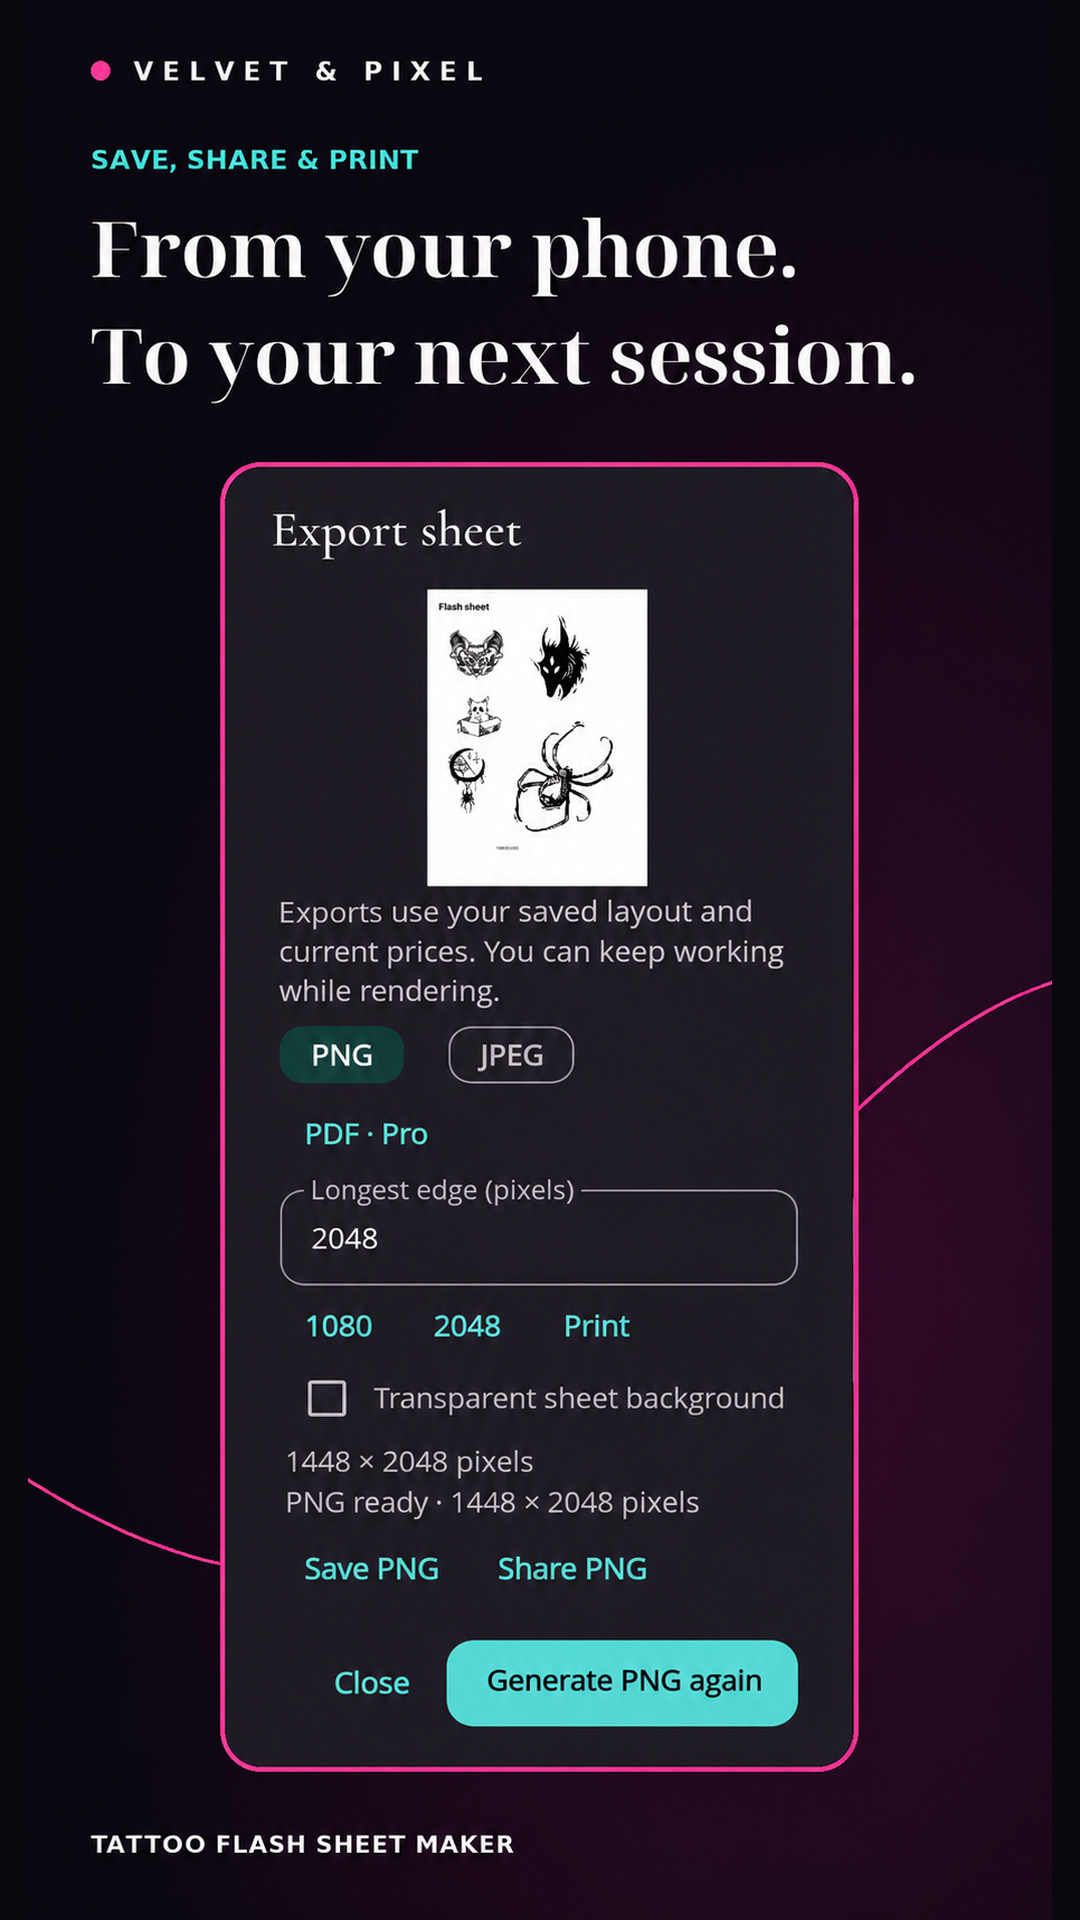 VELVET & PIXEL
SAVE, SHARE & PRINT
From your phone.
To your next session.
Export sheet
Flash sheet
Exports use your saved layout and
current prices. You can keep working
while rendering.
PNG JPEG
PDF · Pro
Longest edge (pixels)
2048
1080 2048 Print
Transparent sheet background
1448 × 2048 pixels
PNG ready · 1448 × 2048 pixels
Save PNG Share PNG
Close Generate PNG again
TATTOO FLASH SHEET MAKER